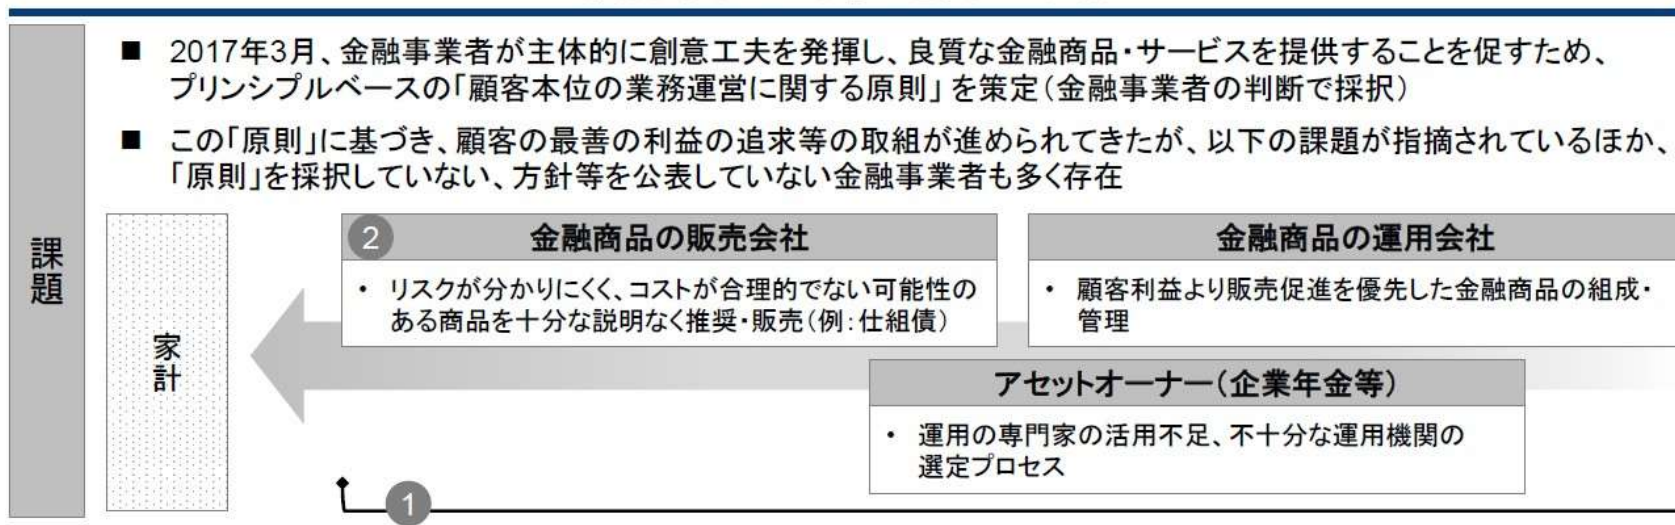 ■ 2017年3月、金融事業者が主体的に創意工夫を発揮し、良質な金融商品・サービスを提供することを促すため、
プリンシプルベースの「顧客本位の業務運営に関する原則」を策定（金融事業者の判断で採択）
■ この「原則」に基づき、顧客の最善の利益の追求等の取組が進められてきたが、以下の課題が指摘されているほか、
「原則」を採択していない、方針等を公表していない金融事業者も多く存在
課題
家計
2 金融商品の販売会社
・ リスクが分かりにくく、コストが合理的でない可能性の
ある商品を十分な説明なく推奨・販売（例：仕組債）
金融商品の運用会社
・ 顧客利益より販売促進を優先した金融商品の組成・
管理
アセットオーナー（企業年金等）
・ 運用の専門家の活用不足、不十分な運用機関の
選定プロセス
1